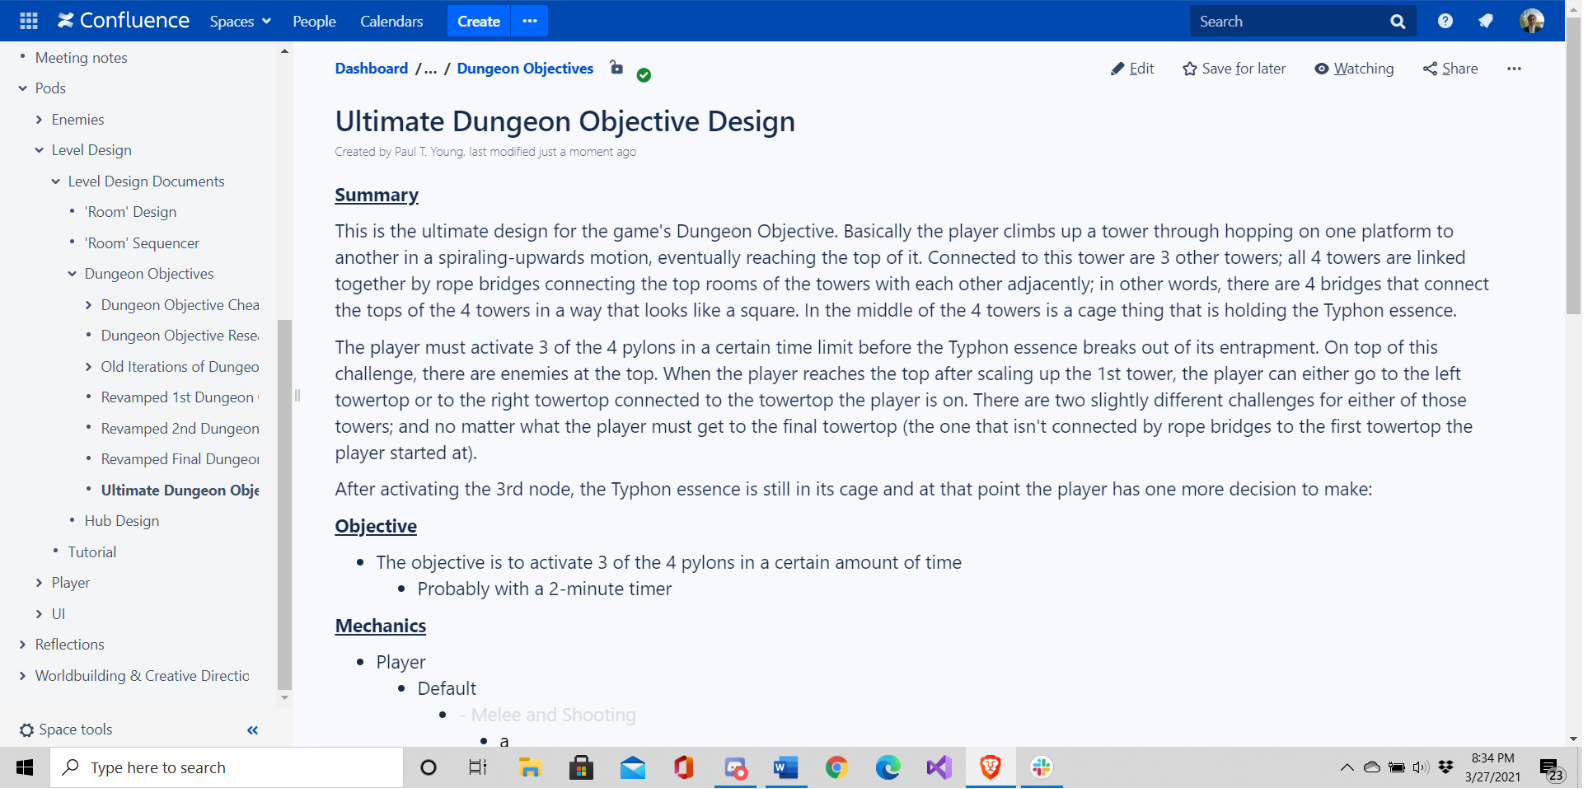 Confluence Spaces People Calendars Create ••• Search
Meeting notes
Pods
Enemies
Level Design
Level Design Documents
'Room' Design
'Room' Sequencer
Dungeon Objectives
Dungeon Objective Chea
Dungeon Objective Rese
Old Iterations of Dungeo
Revamped 1st Dungeon
Revamped 2nd Dungeon
Revamped Final Dungeon
Ultimate Dungeon Obje
Hub Design
Tutorial
Player
UI
Reflections
Worldbuilding & Creative Directio
Space tools
Dashboard /... / Dungeon Objectives
Edit Save for later Watching Share •••
Ultimate Dungeon Objective Design
Created by Paul T. Young, last modified just a moment ago
Summary
This is the ultimate design for the game's Dungeon Objective. Basically the player climbs up a tower through hopping on one platform to
another in a spiraling-upwards motion, eventually reaching the top of it. Connected to this tower are 3 other towers; all 4 towers are linked
together by rope bridges connecting the top rooms of the towers with each other adjacently; in other words, there are 4 bridges that connect
the tops of the 4 towers in a way that looks like a square. In the middle of the 4 towers is a cage thing that is holding the Typhon essence.
The player must activate 3 of the 4 pylons in a certain time limit before the Typhon essence breaks out of its entrapment. On top of this
challenge, there are enemies at the top. When the player reaches the top after scaling up the 1st tower, the player can either go to the left
towertop or to the right towertop connected to the towertop the player is on. There are two slightly different challenges for either of those
towers; and no matter what the player must get to the final towertop (the one that isn't connected by rope bridges to the first towertop the
player started at).
After activating the 3rd node, the Typhon essence is still in its cage and at that point the player has one more decision to make:
Objective
• The objective is to activate 3 of the 4 pylons in a certain amount of time
• Probably with a 2-minute timer
Mechanics
• Player
• Default
• - Melee and Shooting
• a
Type here to search
8:34 PM
3/27/2021
23